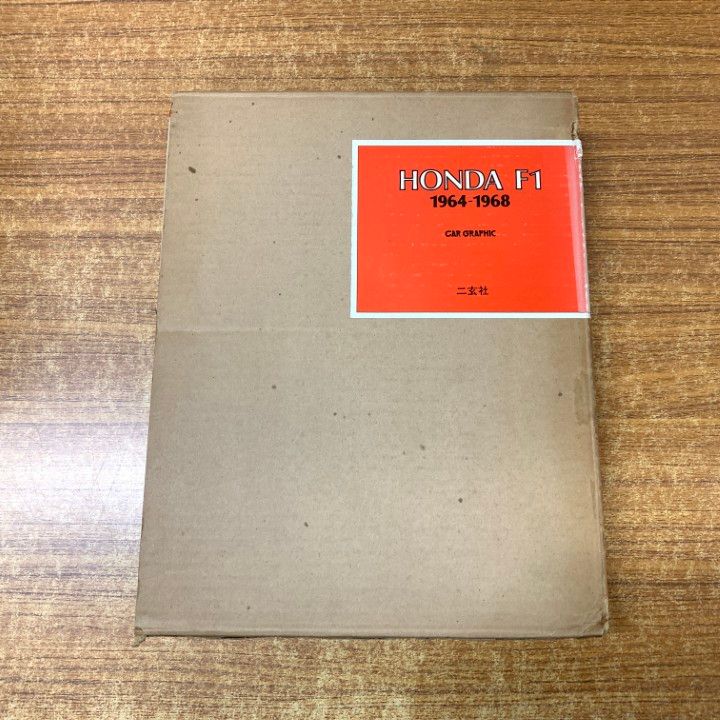 HONDA F1
1964-1968
CAR GRAPHIC
二玄社